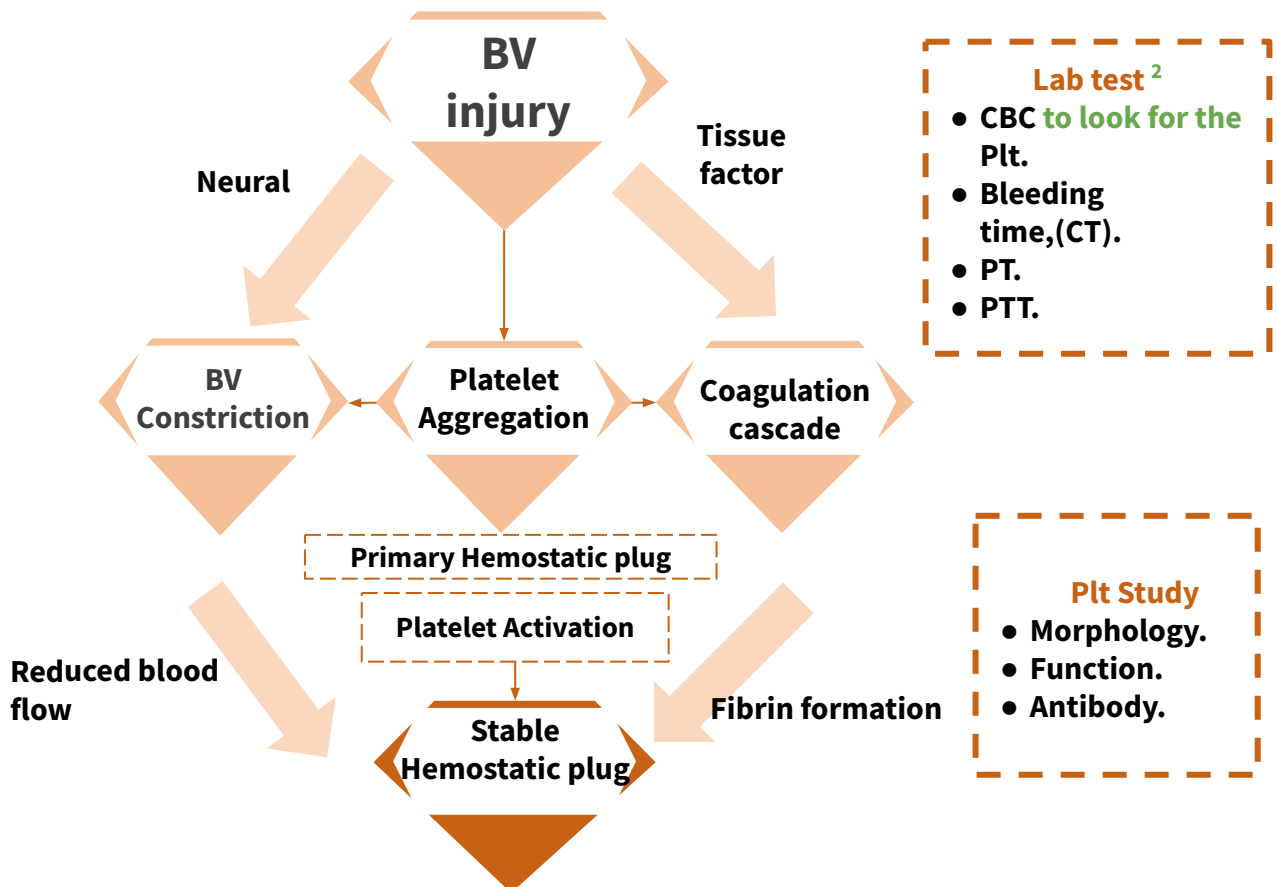 BV
injury
Neural
Tissue
factor
BV
Constriction
Platelet
Aggregation
Coagulation
cascade
Primary Hemostatic plug
Platelet Activation
Reduced blood
flow
Fibrin formation
Stable
Hemostatic plug
Lab test 2
● CBC to look for the
Plt.
● Bleeding
time,(CT).
● PT.
● PTT.
Plt Study
● Morphology.
● Function.
● Antibody.